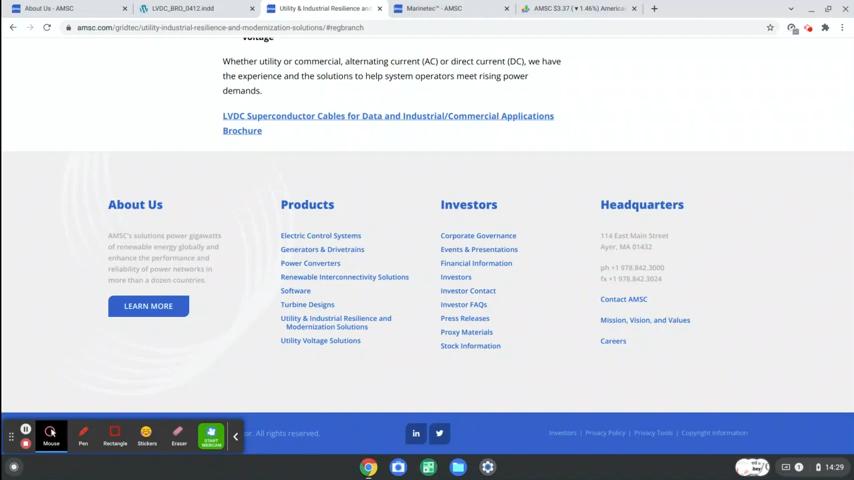 About Us - AMSC
LVDC_BRO_0412.indd
Utility & Industrial Resilience and
Marinetec™ - AMSC
AMSC $3.37 (▼1.46%) America
amsc.com/gridtec/utility-industrial-resilience-and-modernization-solutions/#regbranch
voltage
Whether utility or commercial, alternating current (AC) or direct current (DC), we have
the experience and the solutions to help system operators meet rising power
demands.
LVDC Superconductor Cables for Data and Industrial/Commercial Applications
Brochure
About Us
AMSC's solutions power gigawatts
of renewable energy globally and
enhance the performance and
reliability of power networks in
more than a dozen countries.
LEARN MORE
Products
Electric Control Systems
Generators & Drivetrains
Power Converters
Renewable Interconnectivity Solutions
Software
Turbine Designs
Utility & Industrial Resilience and
Modernization Solutions
Utility Voltage Solutions
Investors
Corporate Governance
Events & Presentations
Financial Information
Investors
Investor Contact
Investor FAQs
Press Releases
Proxy Materials
Stock Information
Headquarters
114 East Main Street
Ayer, MA 01432
ph +1 978.842.3000
fx +1 978.842.3024
Contact AMSC
Mission, Vision, and Values
Careers
or. All rights reserved.
Investors | Privacy Policy | Privacy Tools | Copyright Information
Mouse
Pen
Rectangle
Stickers
Eraser
START
WEBCAM
14:29